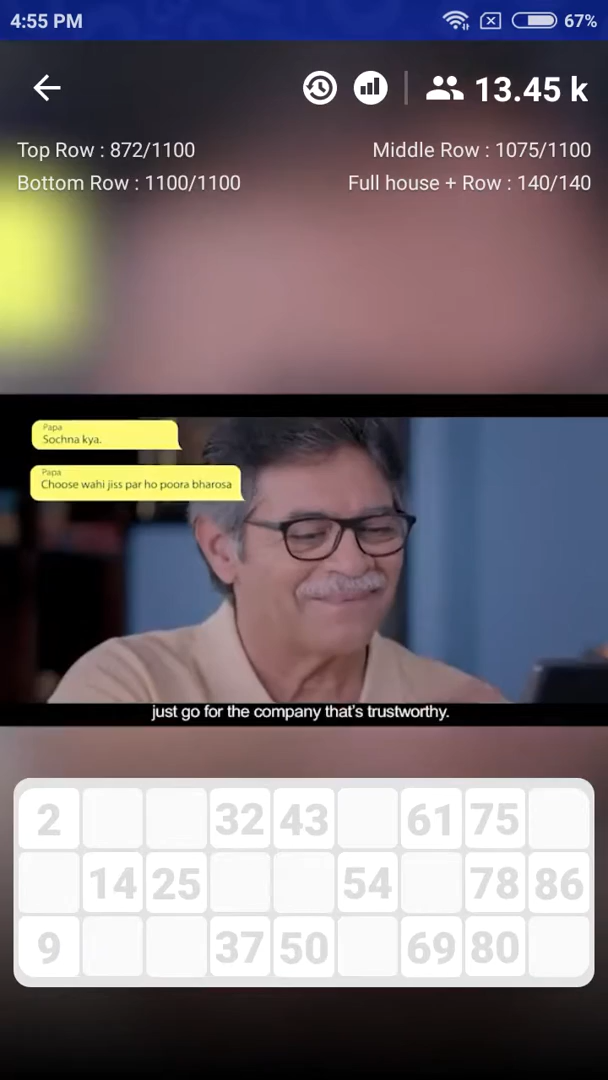 4:55 PM
67%
13.45 k
Top Row : 872/1100
Middle Row : 1075/1100
Bottom Row : 1100/1100
Full house + Row : 140/140
Papa
Sochna kya.
Papa
Choose wahi jiss par ho poora bharosa
just go for the company that's trustworthy.
2 32 43 61 75
14 25 54 78 86
9 37 50 69 80